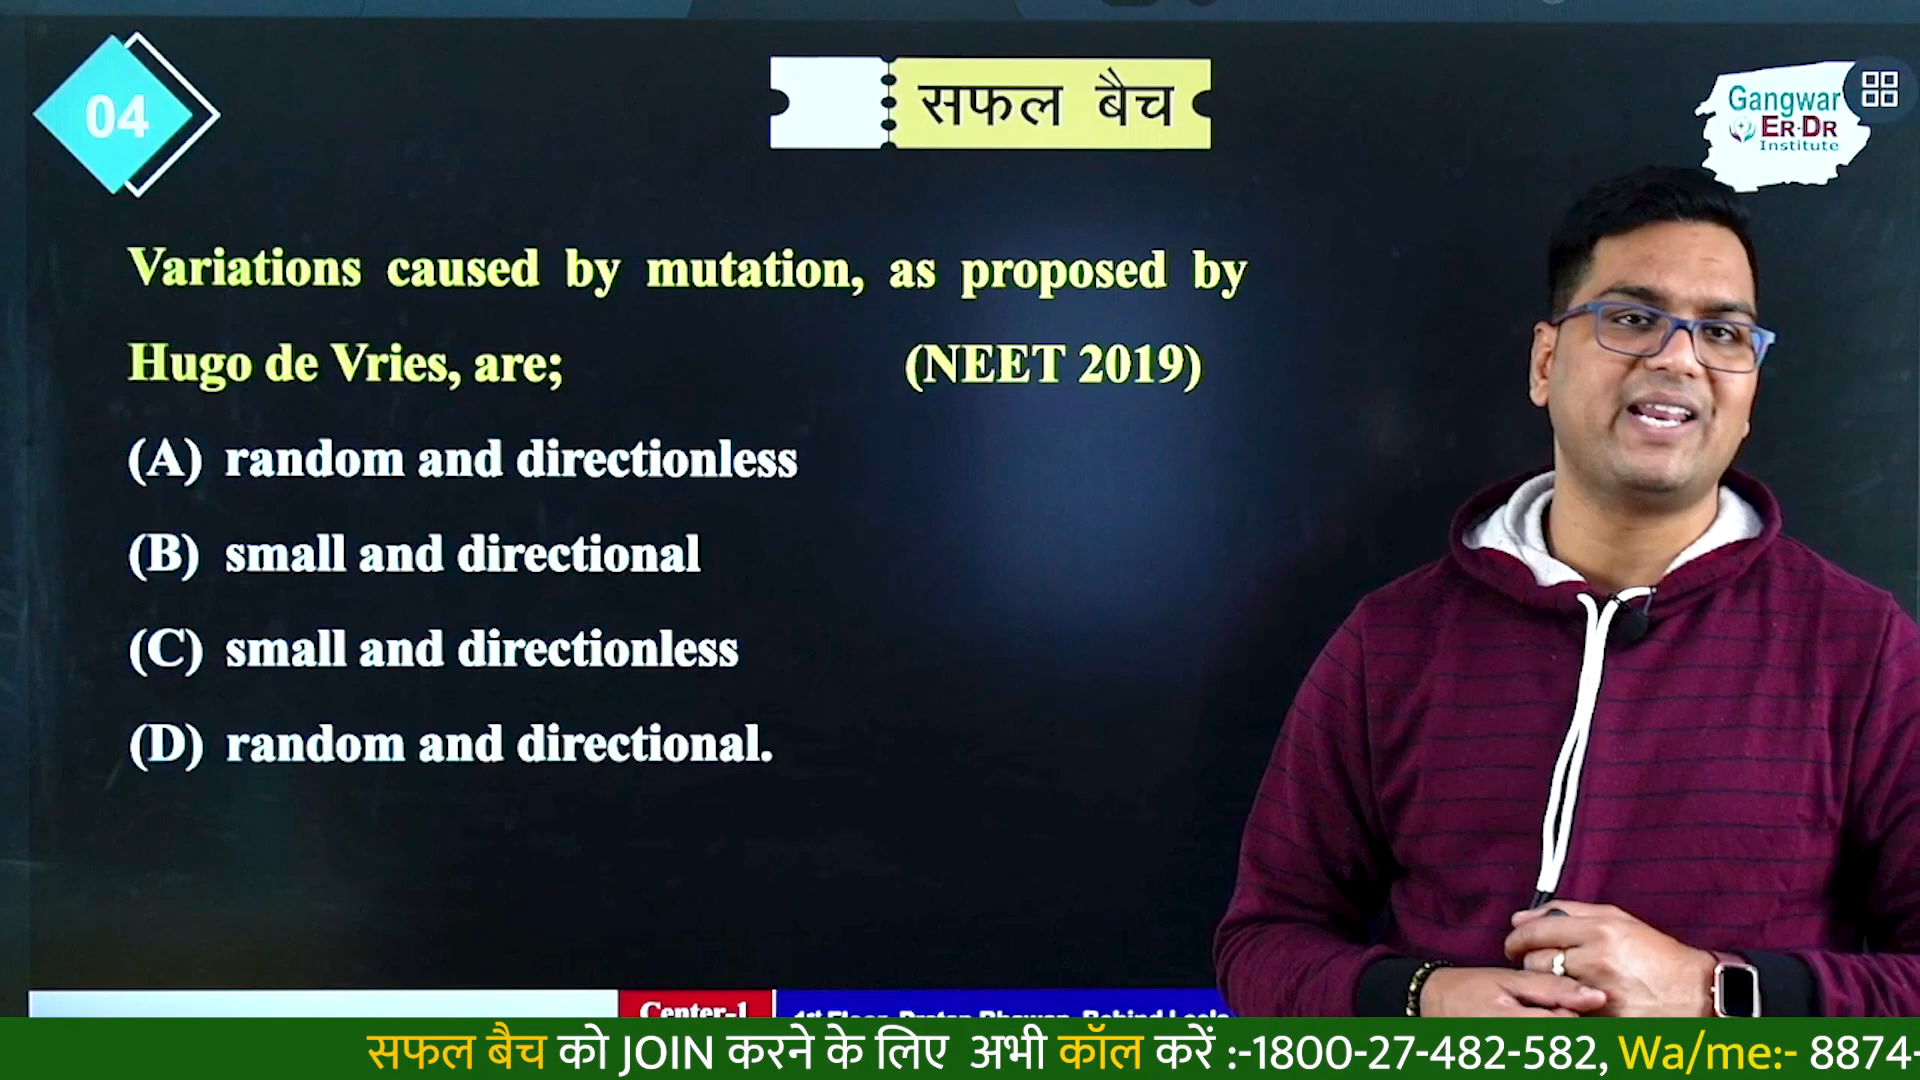 04
सफल बैच
Gangwar
ER-DR
Institute
Variations caused by mutation, as proposed by
Hugo de Vries, are;
(NEET 2019)
(A) random and directionless
(B) small and directional
(C) small and directionless
(D) random and directional.
Center-1
सफल बैच को JOIN करने के लिए अभी कॉल करें :-1800-27-482-582, Wa/me:- 8874-